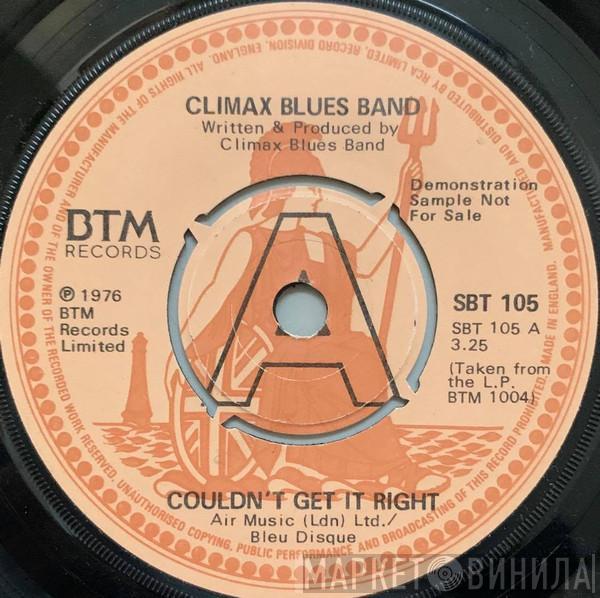 CLIMAX BLUES BAND
Written & Produced by
Climax Blues Band
Demonstration
Sample Not
For Sale
BTM
RECORDS
A
℗ 1976
BTM
Records
Limited
SBT 105
SBT 105 A
3.25
(Taken from
the L.P.
BTM 1004)
COULDN'T GET IT RIGHT
Air Music (Ldn) Ltd./
Bleu Disque
MANUFACTURED AND DISTRIBUTED BY RCA LIMITED, RECORD DIVISION, ENGLAND. ALL RIGHTS OF THE MANUFACTURER AND OF THE OWNER OF THE RECORDED WORK RESERVED. UNAUTHORISED COPYING, PUBLIC PERFORMANCE AND BROADCASTING OF THIS RECORD PROHIBITED. MADE IN ENGLAND.
МАРКЕТ ВИНИЛА